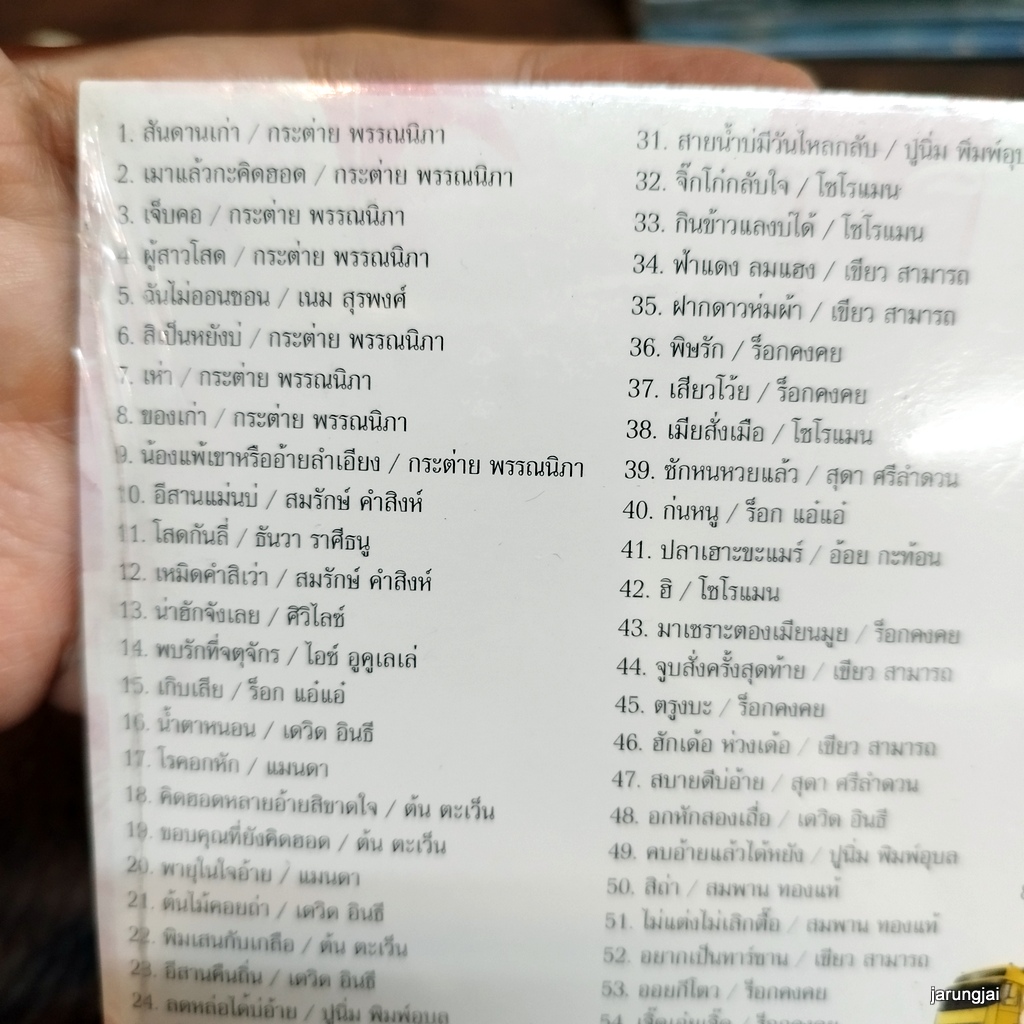 1. สันดานเก่า / กระต่าย พรรณนิภา
2. เมาแล้วกะคิดฮอด / กระต่าย พรรณนิภา
3. เจ็บคอ / กระต่าย พรรณนิภา
4 ผู้สาวโสด / กระต่าย พรรณนิภา
5. ฉันไม่ออนซอน / เนม สุรพงศ์
6. สิเป็นหยังบ่ / กระต่าย พรรณนิภา
7. เห่า / กระต่าย พรรณนิภา
8. ของเก่า / กระต่าย พรรณนิภา
9. น้องแพ้เขาหรืออ้ายลำเอียง / กระต่าย พรรณนิภา
10. อีสานแม่นบ่ / สมรักษ์ คำสิงห์
11. โสดกันลี่ / ธันวา ราศีธนู
12. เหมิดคำสิเว่า / สมรักษ์ คำสิงห์
13. น่าฮักจังเลย / ศิวิไลซ์
14. พบรักที่จตุจักร / ไอซ์ อูคูเลเล่
15. เกิบเสีย / ร็อก แอ๋แอ๋
16. น้ำตาหนอน / เดวิด อินธี
17. โรคอกหัก / แมนดา
18. คิดฮอดหลายอ้ายสิขาดใจ / ต้น ตะเว็น
19. ขอบคุณที่ยังคิดฮอด / ต้น ตะเว็น
20. พายุในใจอ้าย / แมนดา
21. ต้นไม้คอยถ่า / เดวิด อินธี
22. พิมเสนกับเกลือ / ต้น ตะเว็น
23. อีสานคืนถิ่น / เดวิด อินธี
24. ลดหล่อได้บ่อ้าย / ปูนิ่ม พิมพ์อุบล
31. สายน้ำบ่มีวันไหลกลับ / ปูนิ่ม พิมพ์อุบ
32. จิ๊กโก๋กลับใจ / โชโรแมน
33. กินข้าวแลงบ่ได้ / โชโรแมน
34. ฟ้าแดง ลมแฮง / เขียว สามารถ
35. ฝากดาวห่มผ้า / เขียว สามารถ
36. พิษรัก / ร็อกคงคย
37. เสียวโว้ย / ร็อกคงคย
38. เมียสั่งเมือ / โชโรแมน
39. ซักหนหวยแล้ว / สุดา ศรีลำดวน
40. ก่นหนู / ร็อก แอ๋แอ๋
41. ปลาเฮาะขะแมร์ / อ้อย กะท้อน
42. ฮิ / โชโรแมน
43. มาเซราะตองเมียนมูย / ร็อกคงคย
44. จูบสั่งครั้งสุดท้าย / เขียว สามารถ
45. ตรูงบะ / ร็อกคงคย
46. ฮักเด้อ ห่วงเด้อ / เขียว สามารถ
47. สบายดีบ่อ้าย / สุดา ศรีลำดวน
48. อกหักสองเถื่อ / เดวิด อินธี
49. คบอ้ายแล้วได้หยัง / ปูนิ่ม พิมพ์อุบล
50. สิถ่า / สมพาน ทองแท้
51. ไม่แต่งไม่เลิกตื้อ / สมพาน ทองแท้
52. อยากเป็นทาร์ซาน / เขียว สามารถ
53. ออยกีโตว / ร็อกคงคย
jarungjai